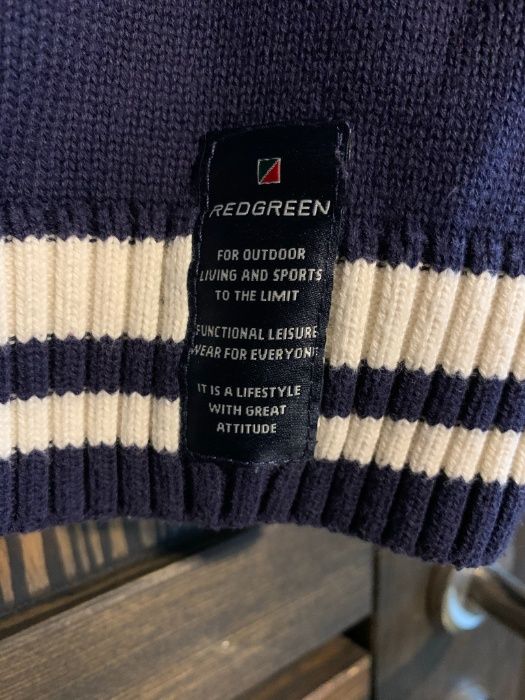 REDGREEN
FOR OUTDOOR
LIVING AND SPORTS
TO THE LIMIT
FUNCTIONAL LEISURE
WEAR FOR EVERYONE
IT IS A LIFESTYLE
WITH GREAT
ATTITUDE